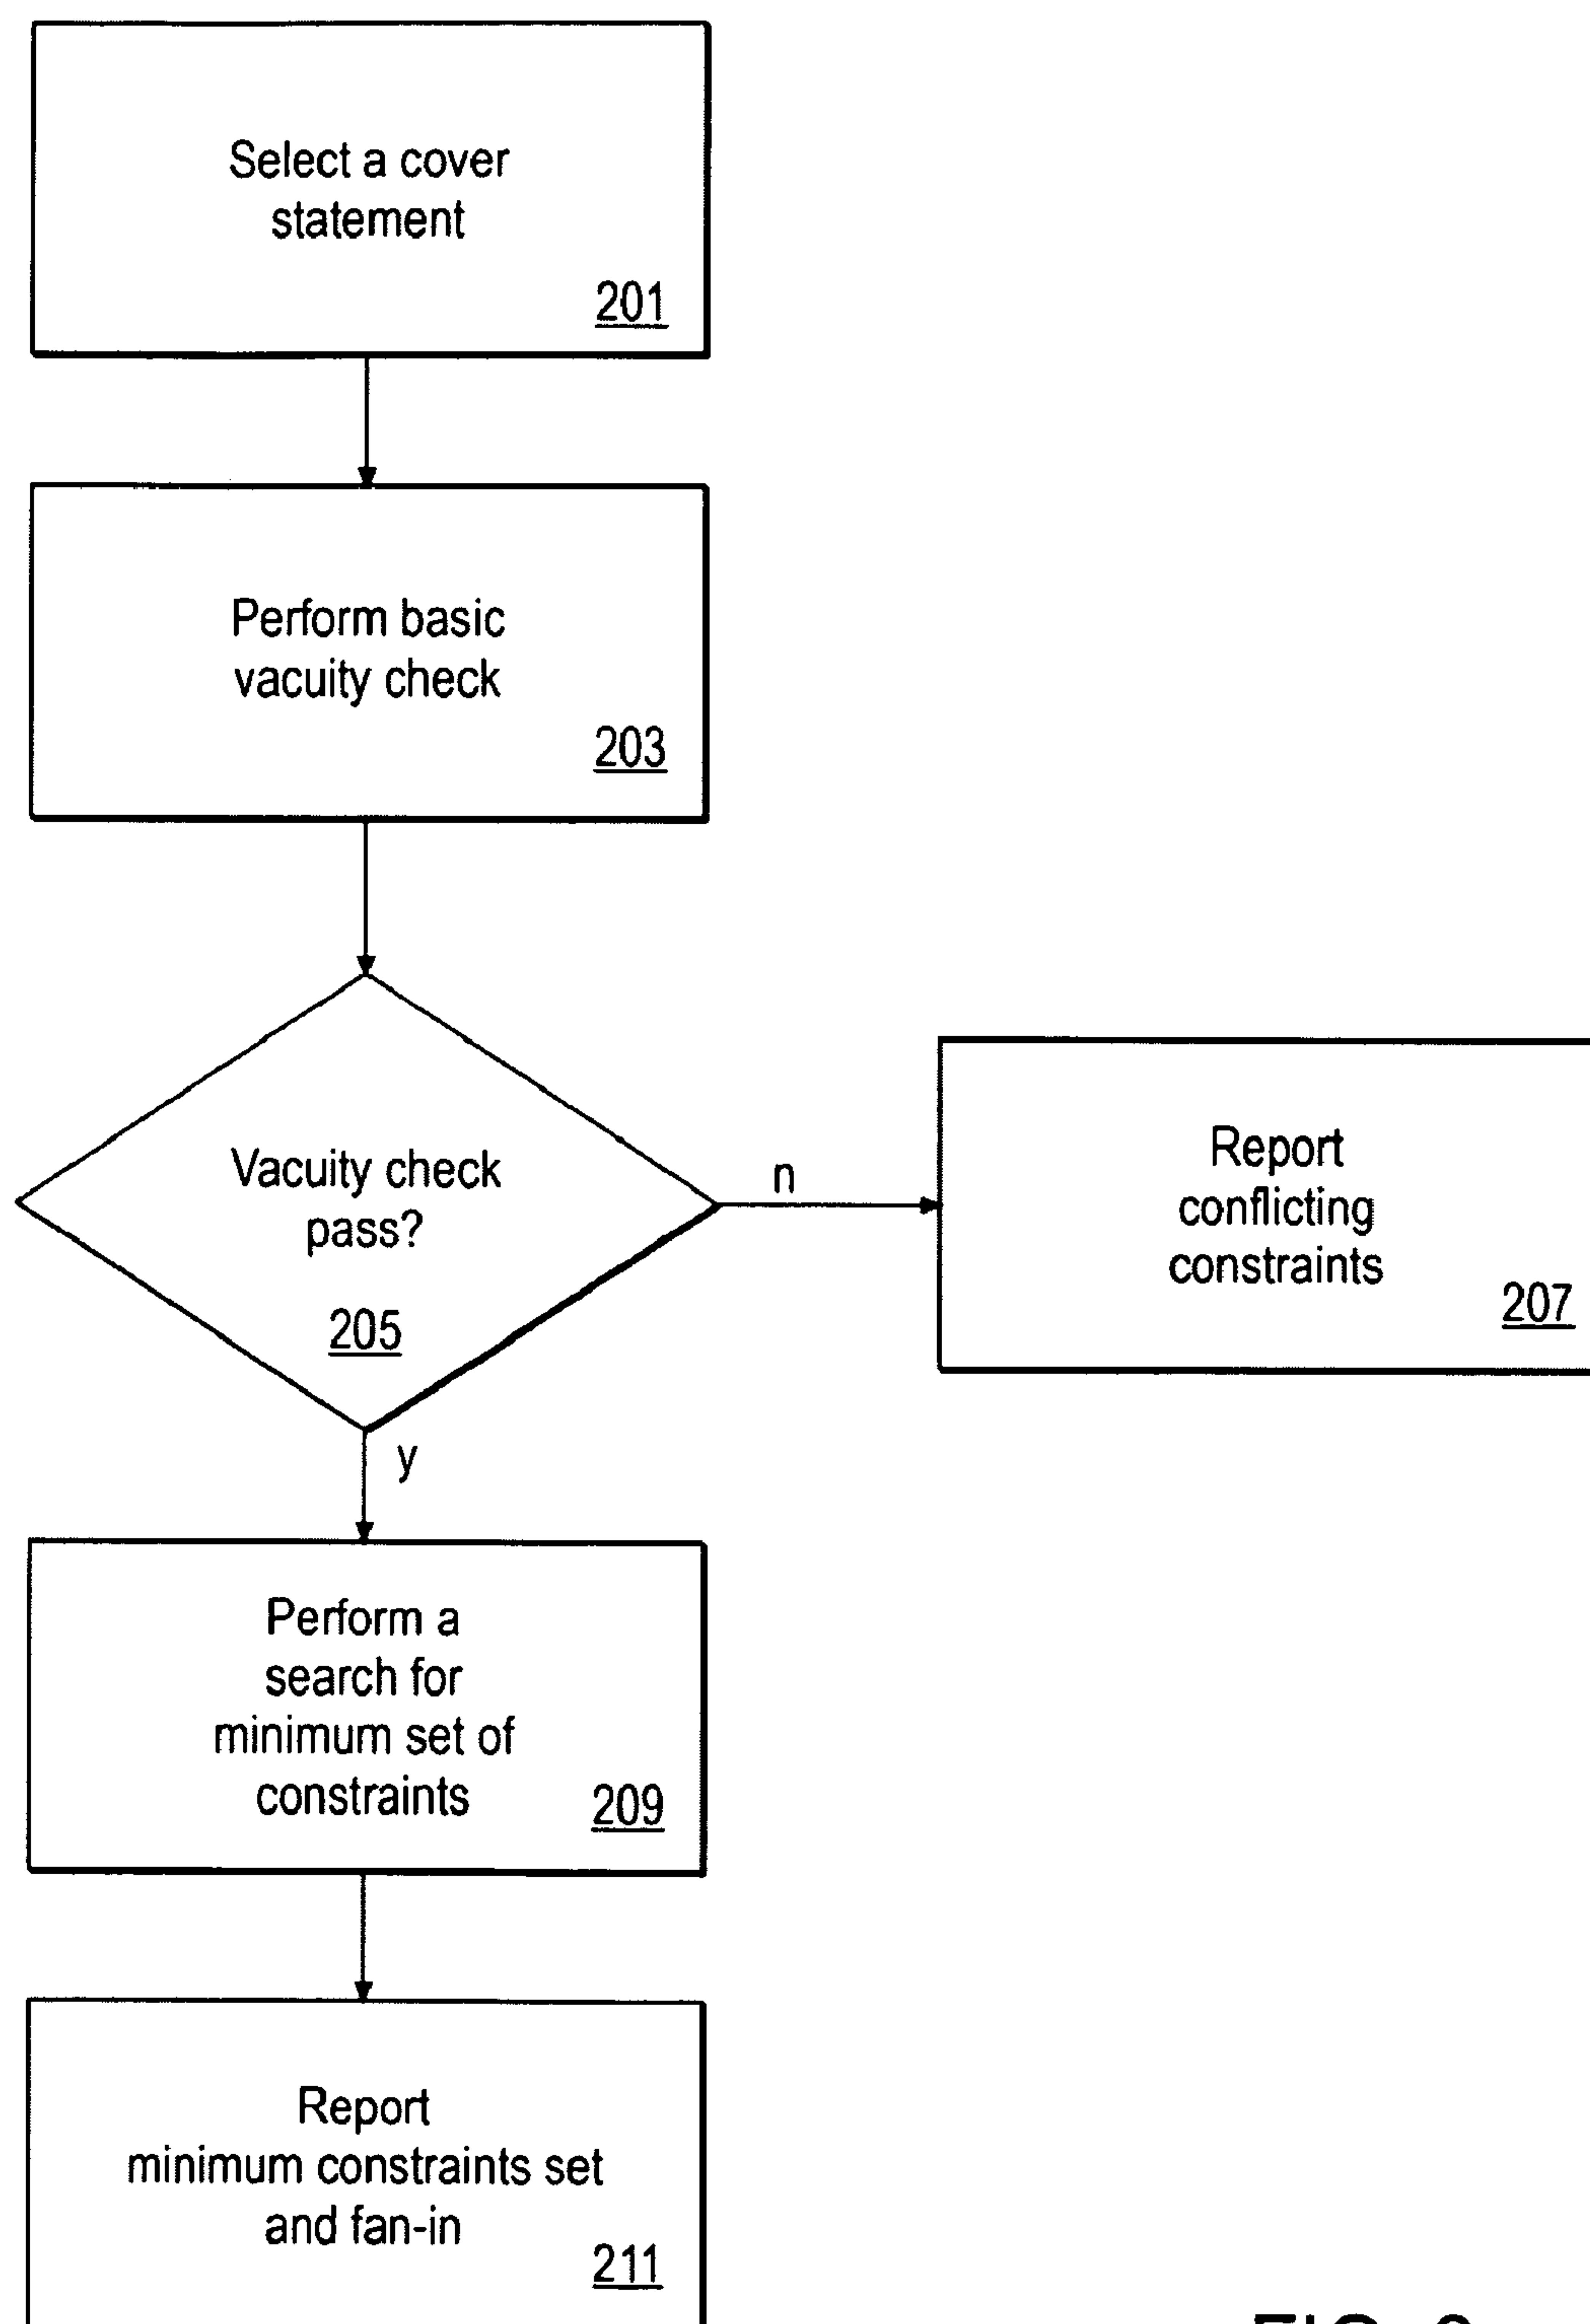 Select a cover
statement
201
Perform basic
vacuity check
203
Vacuity check
pass?
205
n
Report
conflicting
constraints
207
y
Perform a
search for
minimum set of
constraints
209
Report
minimum constraints set
and fan-in
211